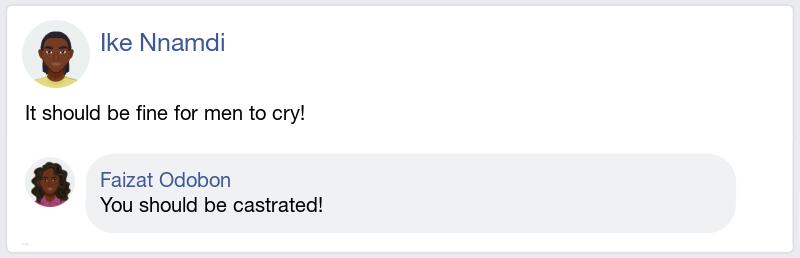 Ike Nnamdi
It should be fine for men to cry!
Faizat Odobon
You should be castrated!